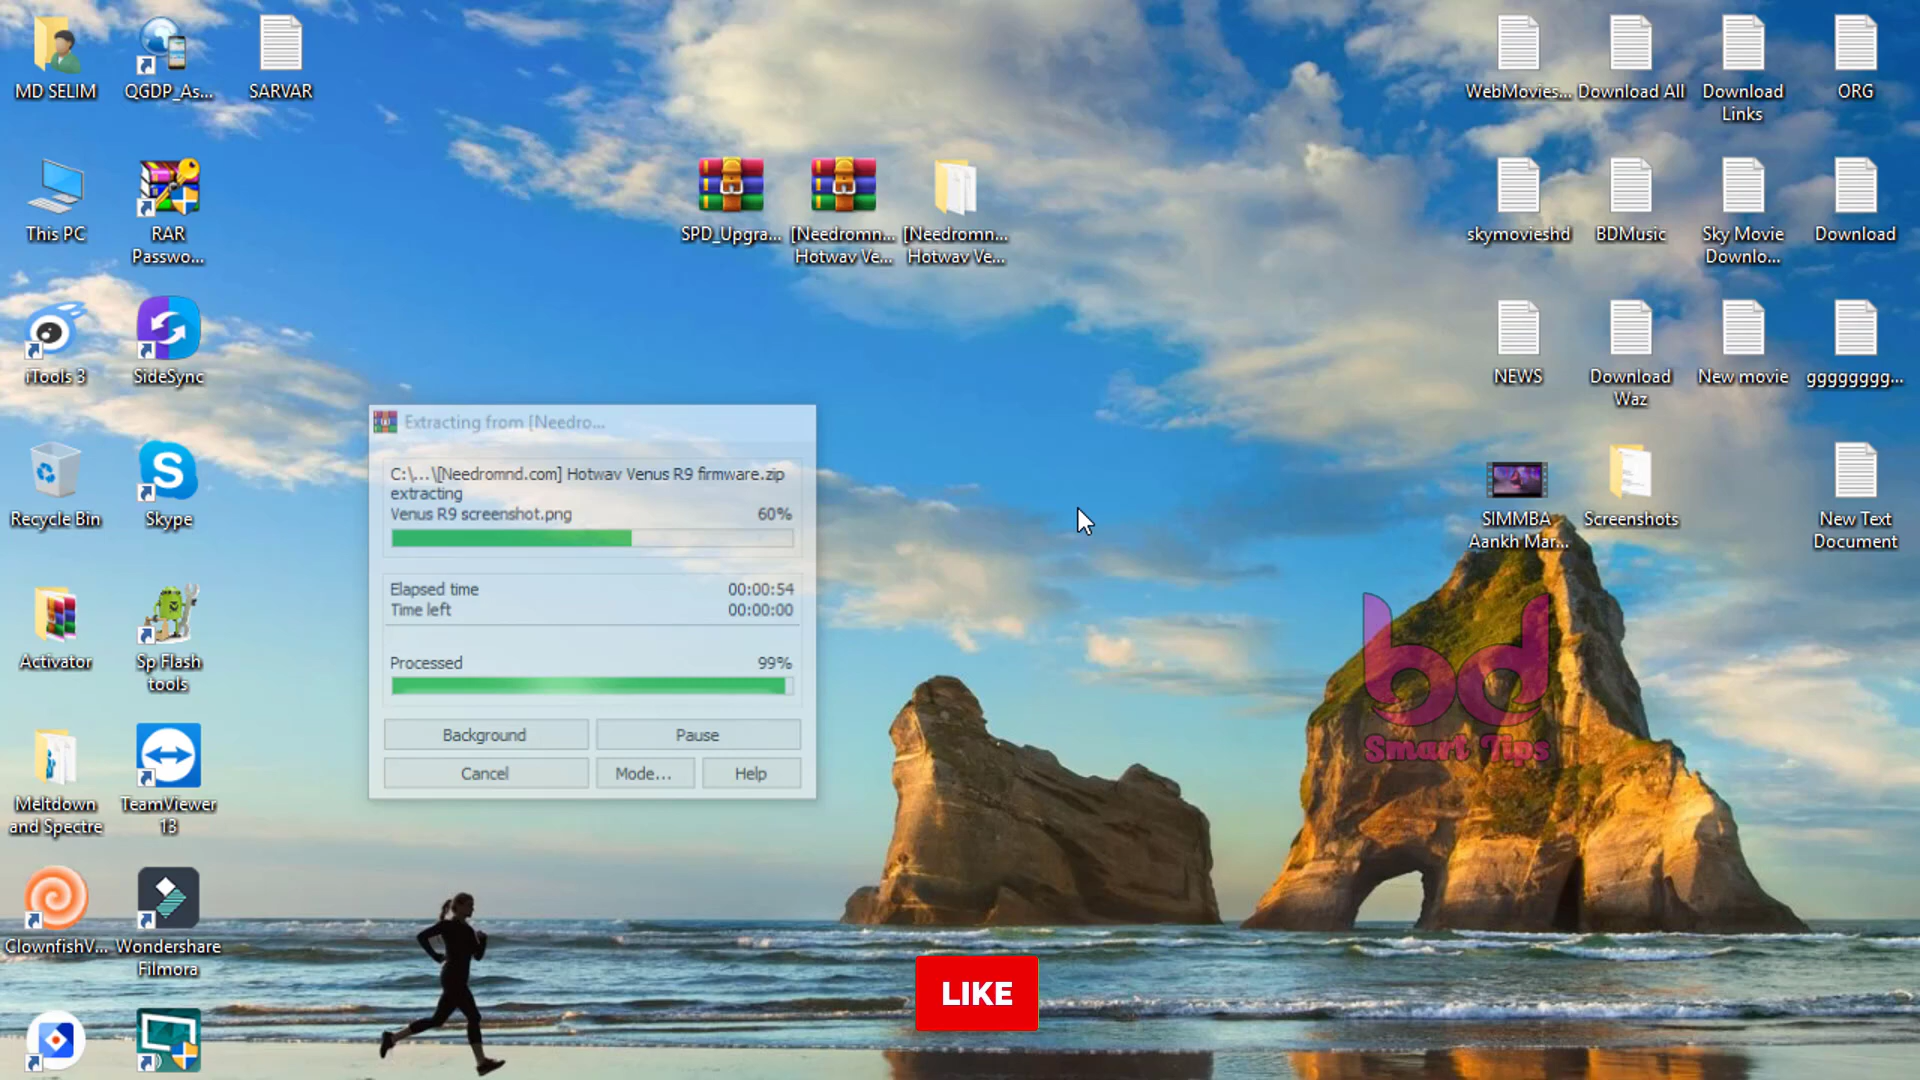 MD SELIM
QGDP_As...
SARVAR
WebMovies...
Download All
Download
Links
ORG
This PC
RAR
Passwo...
SPD_Upgra...
[Needromn...
Hotwav Ve...
[Needromn...
Hotwav Ve...
skymovieshd
BDMusic
Sky Movie
Downlo...
Download
iTools 3
SideSync
NEWS
Download
Waz
New movie
gggggggg...
Extracting from [Needro...
C:\...\[Needromnd.com] Hotwav Venus R9 firmware.zip
extracting
Venus R9 screenshot.png 60%
Elapsed time 00:00:54
Time left 00:00:00
Processed 99%
Background Pause
Cancel Mode... Help
Recycle Bin
Skype
SIMMBA
Aankh Mar...
Screenshots
New Text
Document
Activator
Sp Flash
tools
bd
Smart Tips
Meltdown
and Spectre
TeamViewer
13
ClownfishV...
Wondershare
Filmora
LIKE